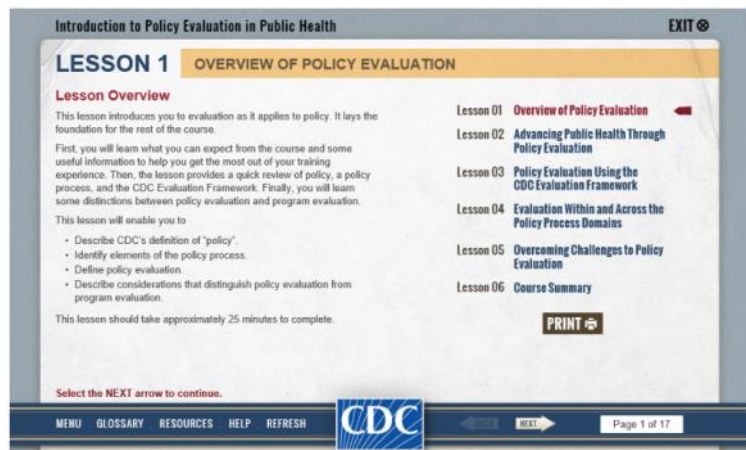 Introduction to Policy Evaluation in Public Health
EXIT
LESSON 1
OVERVIEW OF POLICY EVALUATION
Lesson Overview
This lesson introduces you to evaluation as it applies to policy. It lays the
foundation for the rest of the course.
First, you will learn what you can expect from the course and some
useful information to help you get the most out of your training
experience. Then, the lesson provides a quick review of policy, a policy
process, and the CDC Evaluation Framework. Finally, you will learn
some distinctions between policy evaluation and program evaluation.
This lesson will enable you to
• Describe CDC's definition of "policy".
• Identify elements of the policy process.
• Define policy evaluation.
• Describe considerations that distinguish policy evaluation from
program evaluation.
This lesson should take approximately 25 minutes to complete.
Lesson 01 Overview of Policy Evaluation
Lesson 02 Advancing Public Health Through
Policy Evaluation
Lesson 03 Policy Evaluation Using the
CDC Evaluation Framework
Lesson 04 Evaluation Within and Across the
Policy Process Domains
Lesson 05 Overcoming Challenges to Policy
Evaluation
Lesson 06 Course Summary
PRINT
Select the NEXT arrow to continue.
MENU GLOSSARY RESOURCES HELP REFRESH
CDC
BACK
NEXT
Page 1 of 17